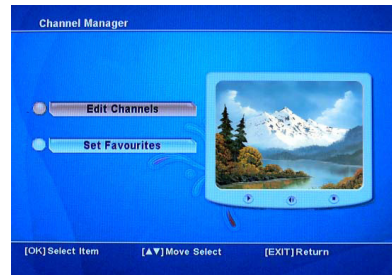 Channel Manager
Edit Channels
Set Favourites
[OK] Select Item [▲▼] Move Select [EXIT] Return